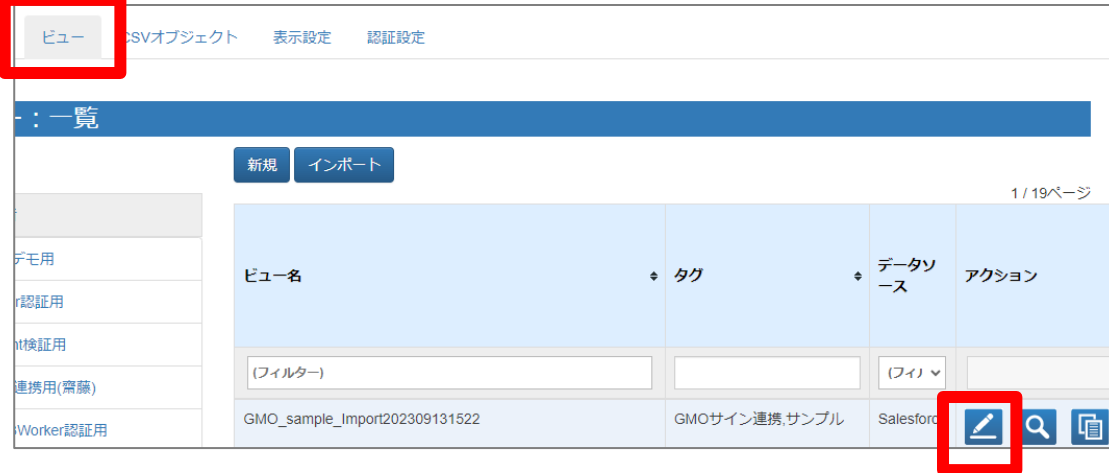 ビュー CSVオブジェクト 表示設定 認証設定
：一覧
新規 インポート
1 / 19ページ
ビュー名 タグ データソース アクション
デモ用
r認証用
nt検証用
連携用(齋藤)
Worker認証用
(フィルター)
(フィル
GMO_sample_Import202309131522 GMOサイン連携,サンプル Salesforc